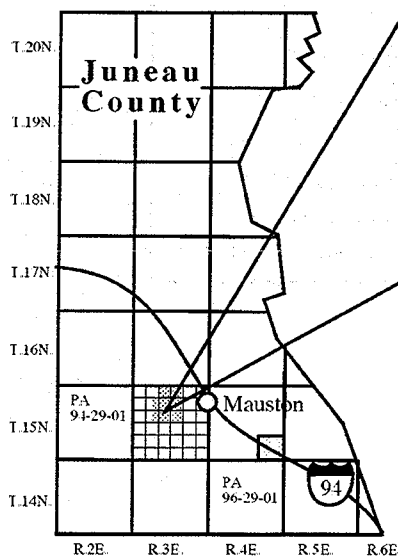 T.20N.
Juneau
County
T.19N.
T.18N.
T.17N.
T.16N.
PA
94-29-01
Mauston
T.15N.
PA
96-29-01
94
T.14N.
R.2E.
R.3E.
R.4E.
R.5E.
R.6E.